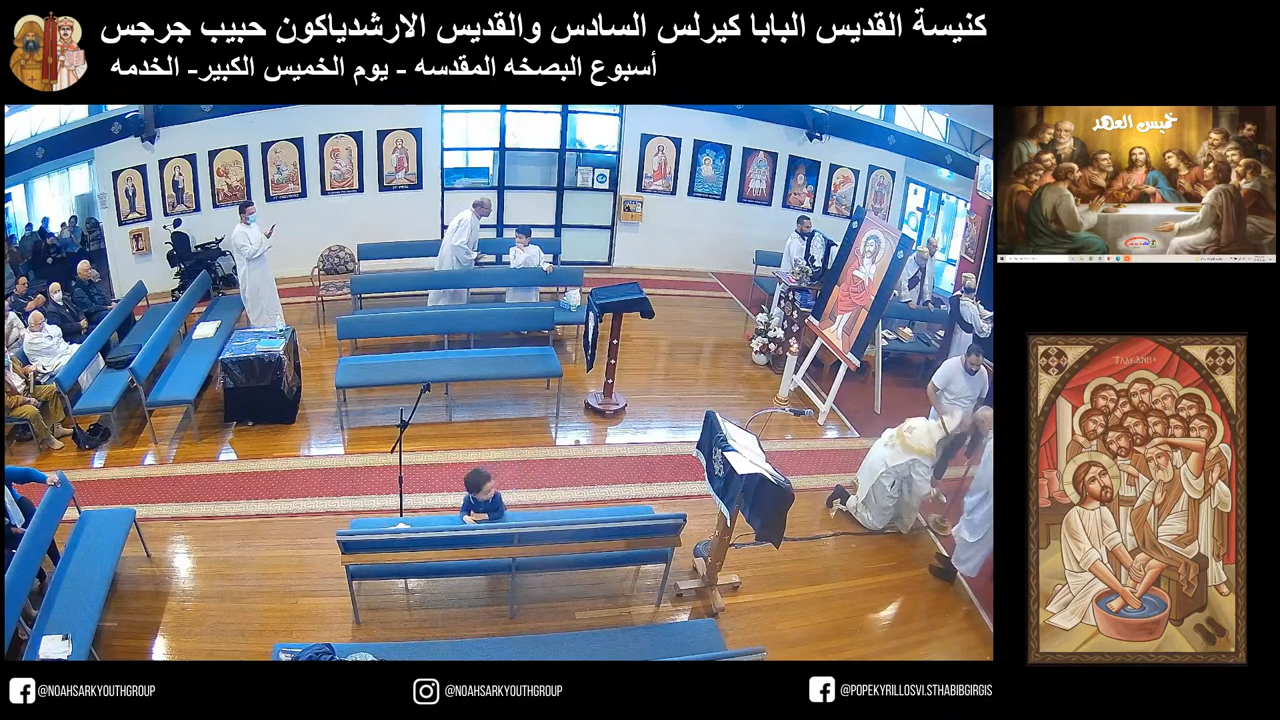 كنيسة القديس البابا كيرلس السادس والقديس الارشدياكون حبيب جرجس
أسبوع البصخه المقدسه - يوم الخميس الكبير- الخدمه
خميس العهد
@NOAHSARKYOUTHGROUP
@NOAHSARKYOUTHGROUP
@POPEKYRILLOSVI.STHABIBGIRGIS